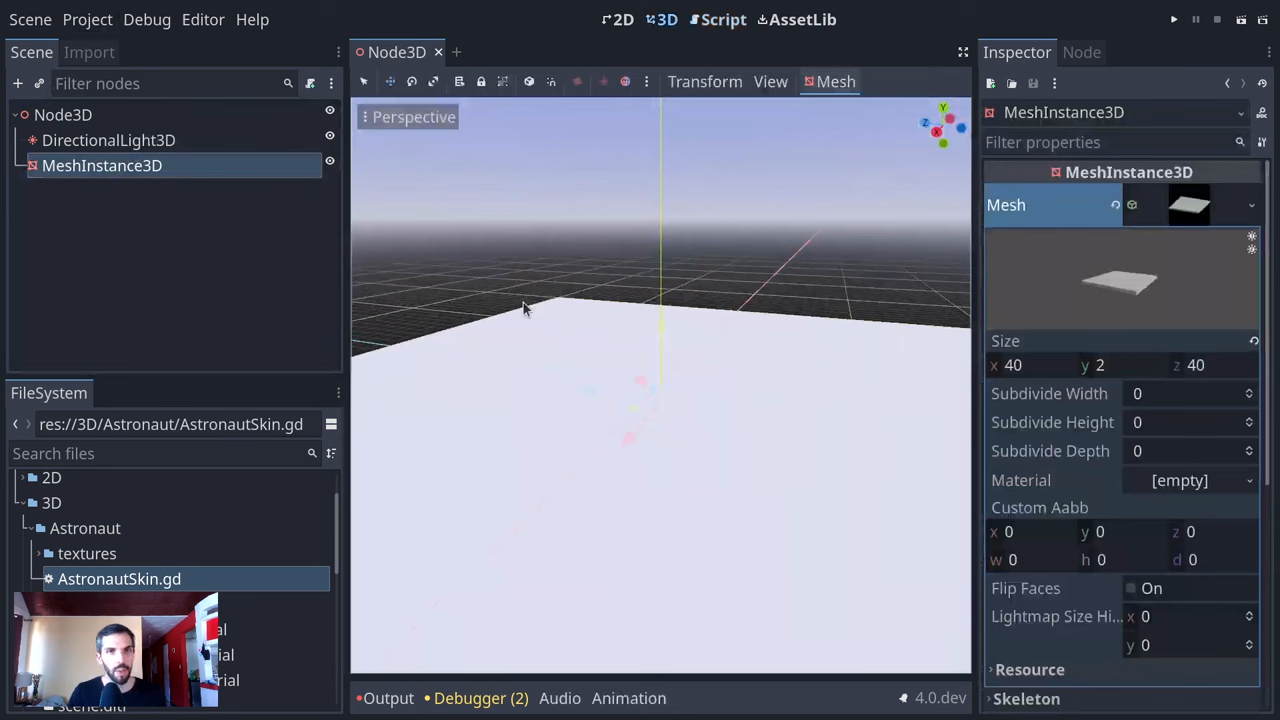 Scene Project Debug Editor Help
2D 3D Script AssetLib
Scene Import
Filter nodes
Node3D
DirectionalLight3D
MeshInstance3D
FileSystem
res://3D/Astronaut/AstronautSkin.gd
Search files
2D
3D
Astronaut
textures
AstronautSkin.gd
Node3D
Transform View Mesh
Perspective
Y
Z
X
Output Debugger (2) Audio Animation 4.0.dev
Inspector Node
MeshInstance3D
Filter properties
MeshInstance3D
Mesh
Size
x 40 y 2 z 40
Subdivide Width 0
Subdivide Height 0
Subdivide Depth 0
Material [empty]
Custom Aabb
x 0 y 0 z 0
w 0 h 0 d 0
Flip Faces On
Lightmap Size Hi... x 0
y 0
Resource
Skeleton